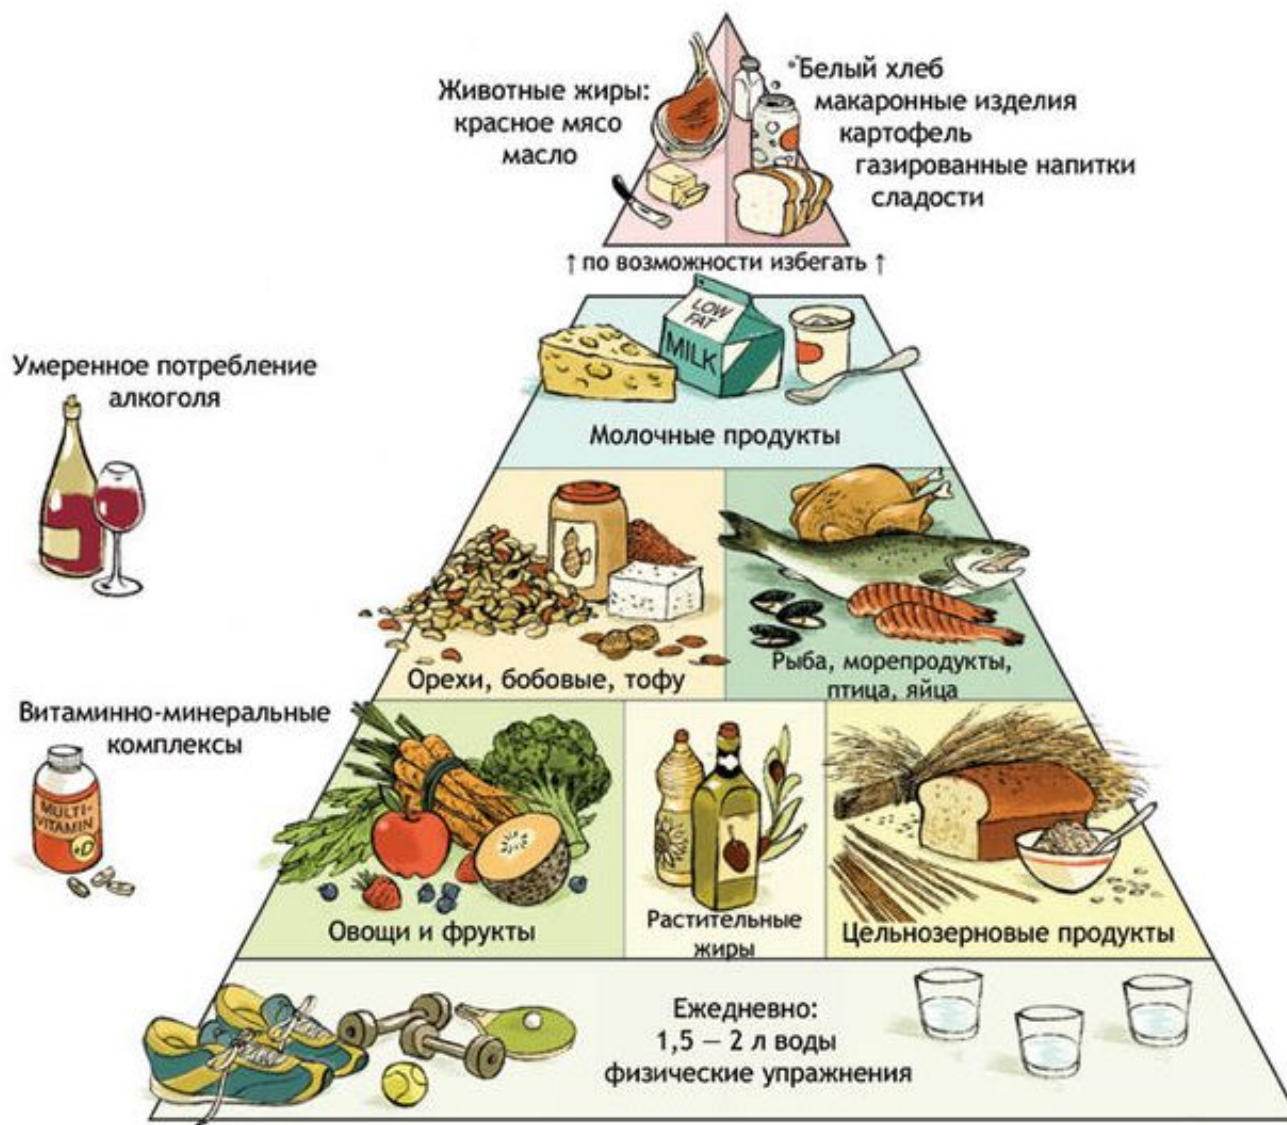 Животные жиры:
красное мясо
масло
Белый хлеб
макаронные изделия
картофель
газированные напитки
сладости
↑ по возможности избегать ↑
LOW
FAT
MILK
Молочные продукты
Умеренное потребление
алкоголя
Орехи, бобовые, тофу
Рыба, морепродукты,
птица, яйца
Витаминно-минеральные
комплексы
MULTI-
VITAMIN
+D
Овощи и фрукты
Растительные
жиры
Цельнозерновые продукты
Ежедневно:
1,5 — 2 л воды
физические упражнения